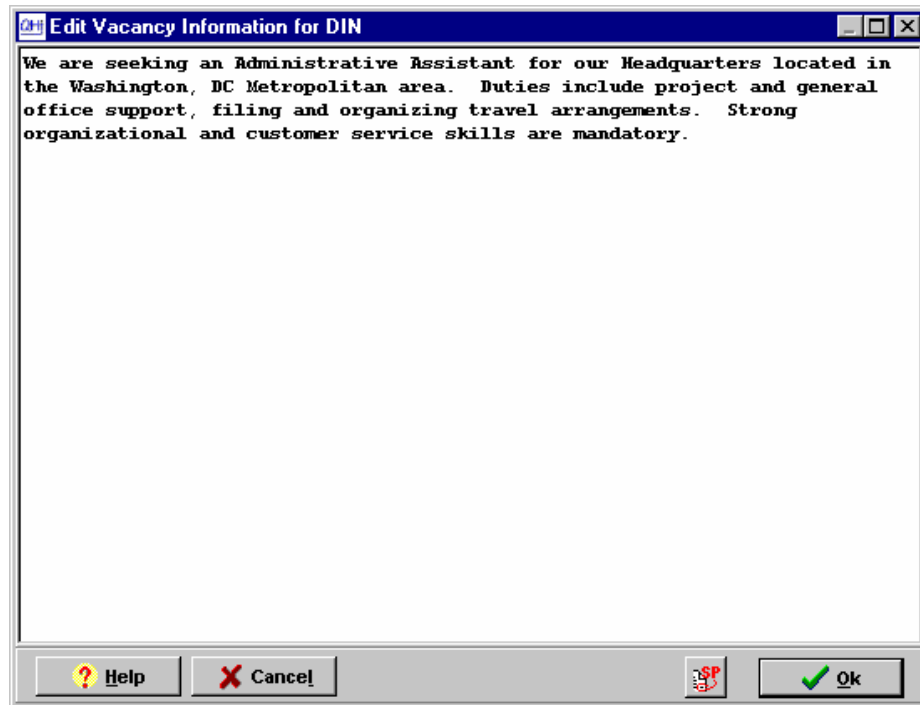 QHi Edit Vacancy Information for DIN
We are seeking an Administrative Assistant for our Headquarters located in
the Washington, DC Metropolitan area.  Duties include project and general
office support, filing and organizing travel arrangements.  Strong
organizational and customer service skills are mandatory.
? Help X Cancel SP Ok